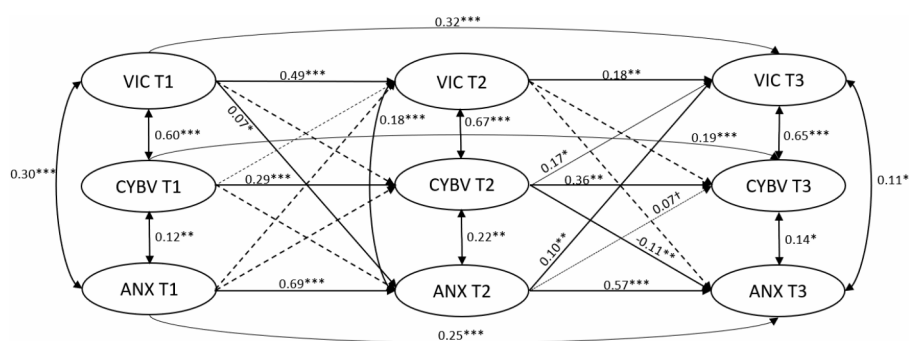 0.32***
VIC T1
0.49***
VIC T2
0.18**
VIC T3
0.07*
0.18***
0.60***
0.67***
0.19***
0.65***
0.30***
0.17*
0.11*
CYBV T1
0.29***
CYBV T2
0.36**
CYBV T3
0.07†
0.12**
0.22**
0.10**
-0.11**
0.14*
ANX T1
0.69***
ANX T2
0.57***
ANX T3
0.25***